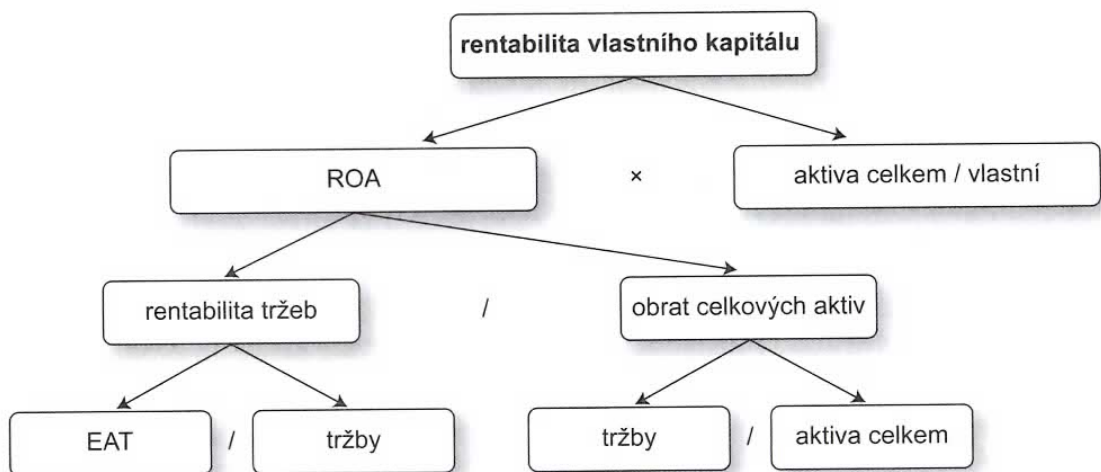 rentabilita vlastního kapitálu
ROA × aktiva celkem / vlastní
rentabilita tržeb / obrat celkových aktiv
EAT / tržby tržby / aktiva celkem